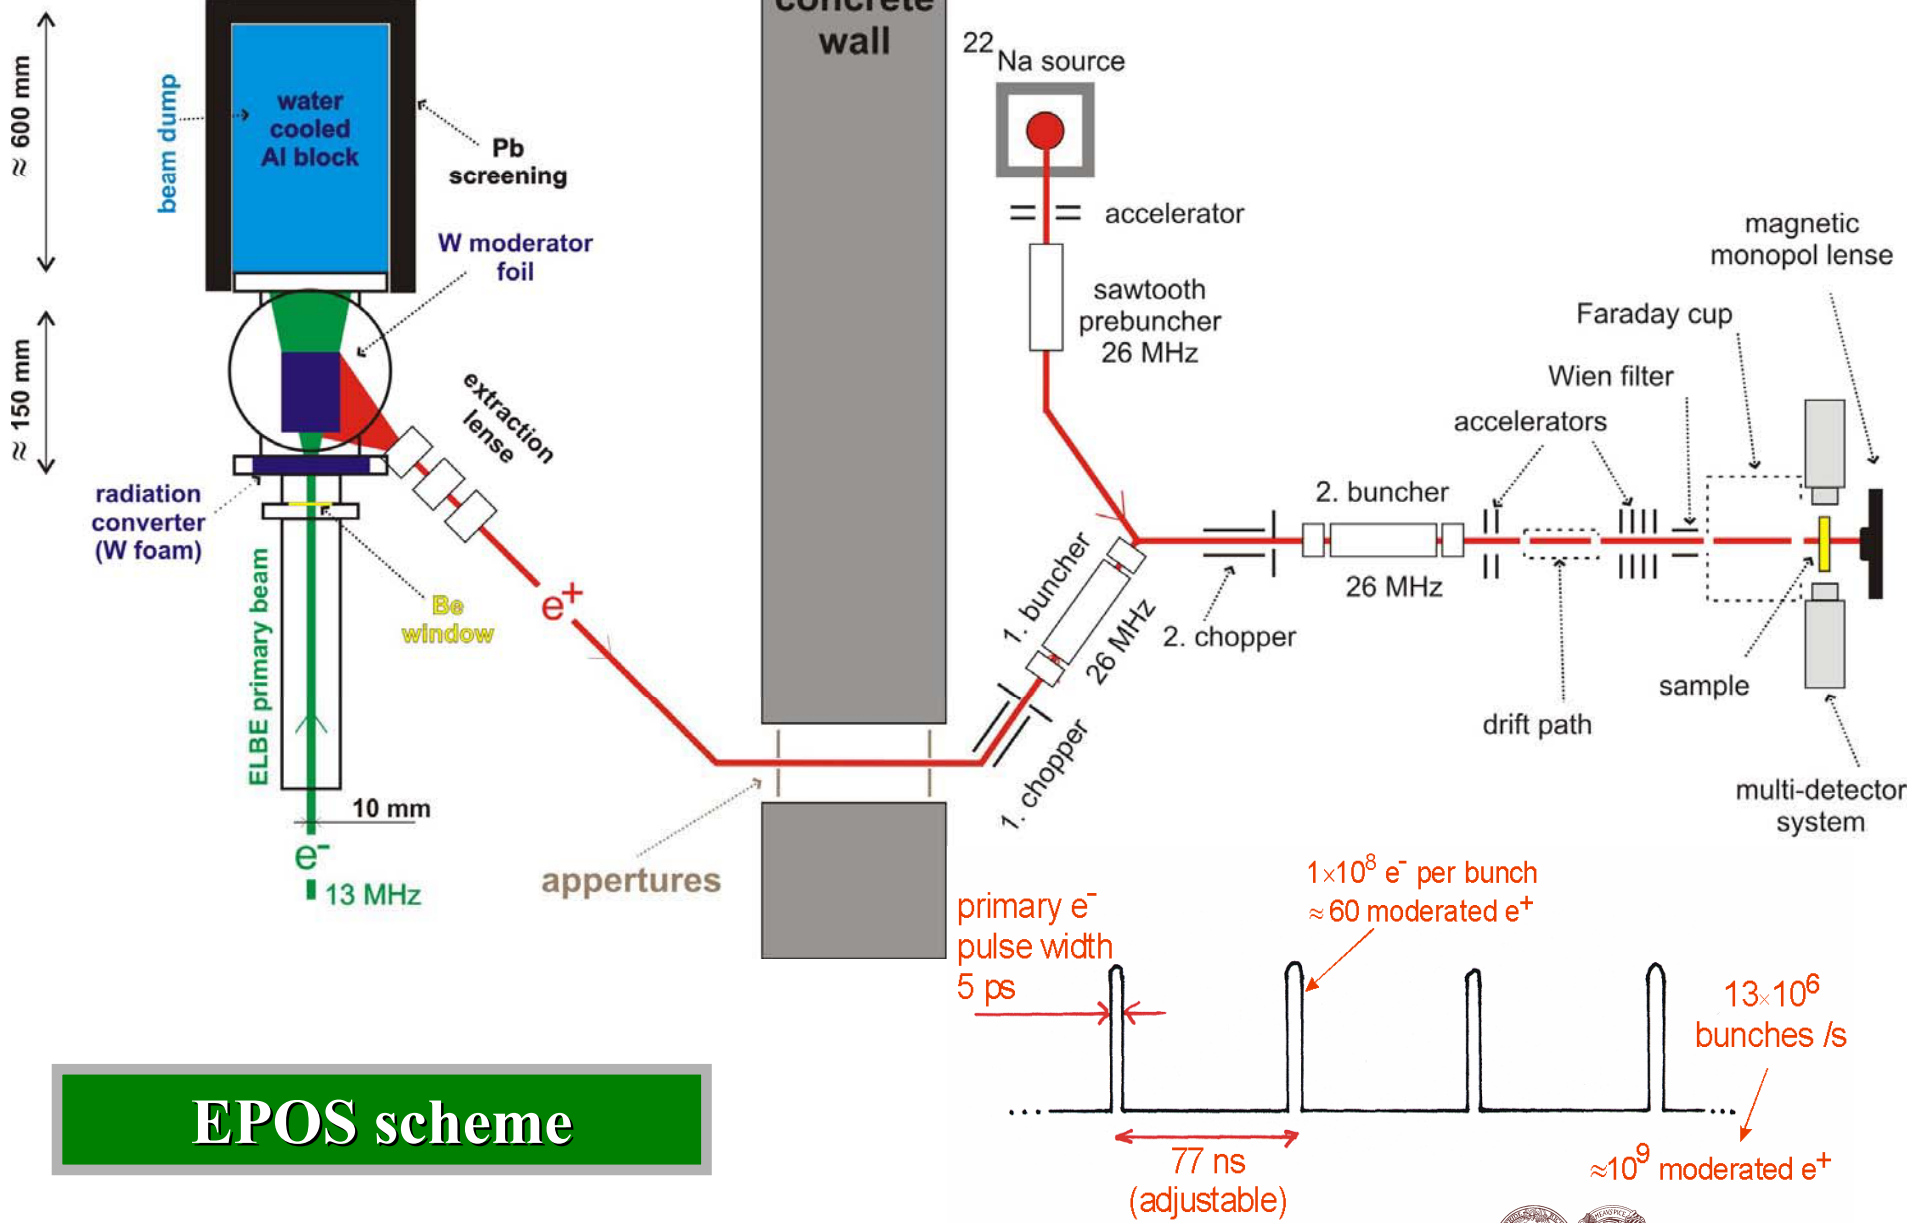 concrete
wall
≈ 600 mm
beam dump
water
cooled
Al block
Pb
screening
W moderator
foil
≈ 150 mm
extraction
lense
radiation
converter
(W foam)
Be
window
ELBE primary beam
e+
10 mm
e-
13 MHz
appertures
22
Na source
accelerator
sawtooth
prebuncher
26 MHz
1. buncher
26 MHz
1. chopper
2. chopper
2. buncher
26 MHz
accelerators
Wien filter
Faraday cup
magnetic
monopol lense
drift path
sample
multi-detector
system
primary e-
pulse width
5 ps
1×10⁸ e- per bunch
≈ 60 moderated e+
13×10⁶
bunches /s
77 ns
(adjustable)
≈10⁹ moderated e+
EPOS scheme